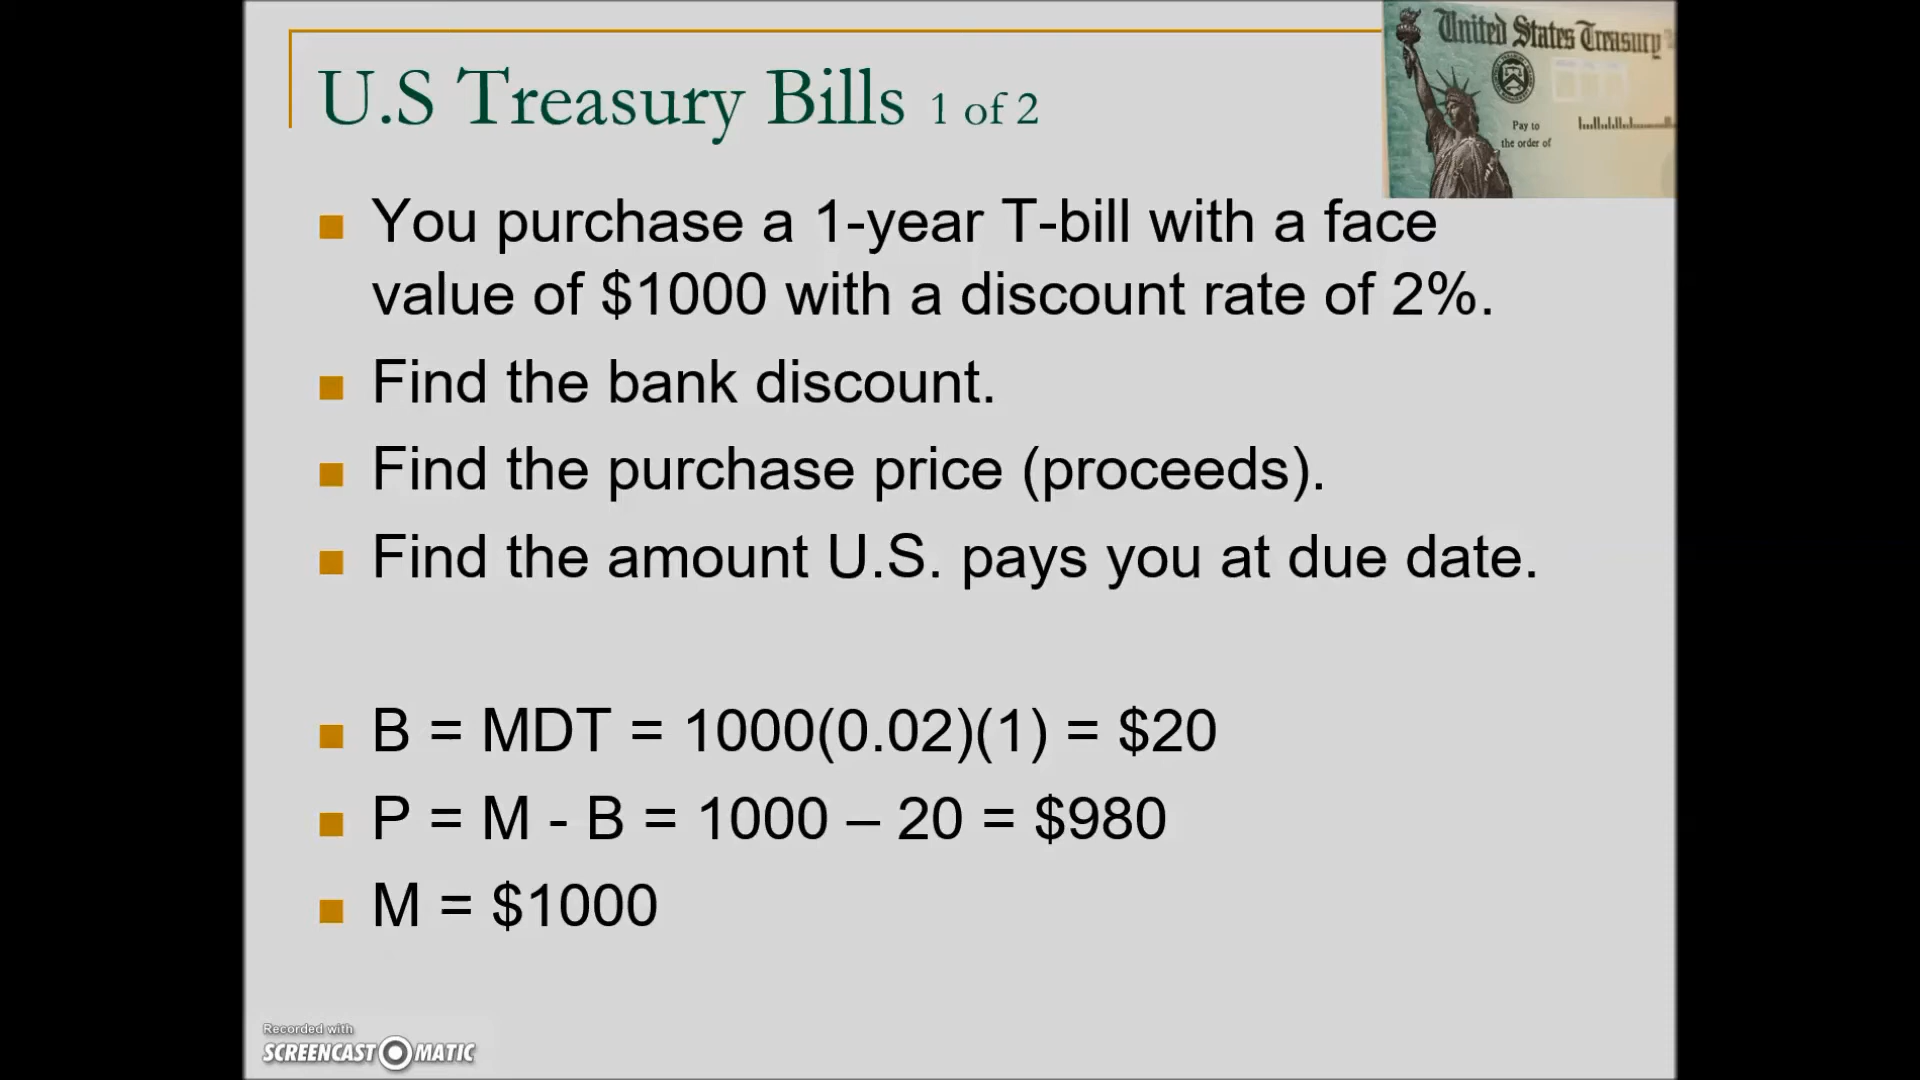 U.S Treasury Bills 1 of 2
United States Treasury
Pay to
the order of
You purchase a 1-year T-bill with a face
value of $1000 with a discount rate of 2%.
Find the bank discount.
Find the purchase price (proceeds).
Find the amount U.S. pays you at due date.
B = MDT = 1000(0.02)(1) = $20
P = M - B = 1000 – 20 = $980
M = $1000
Recorded with
SCREENCAST MATIC